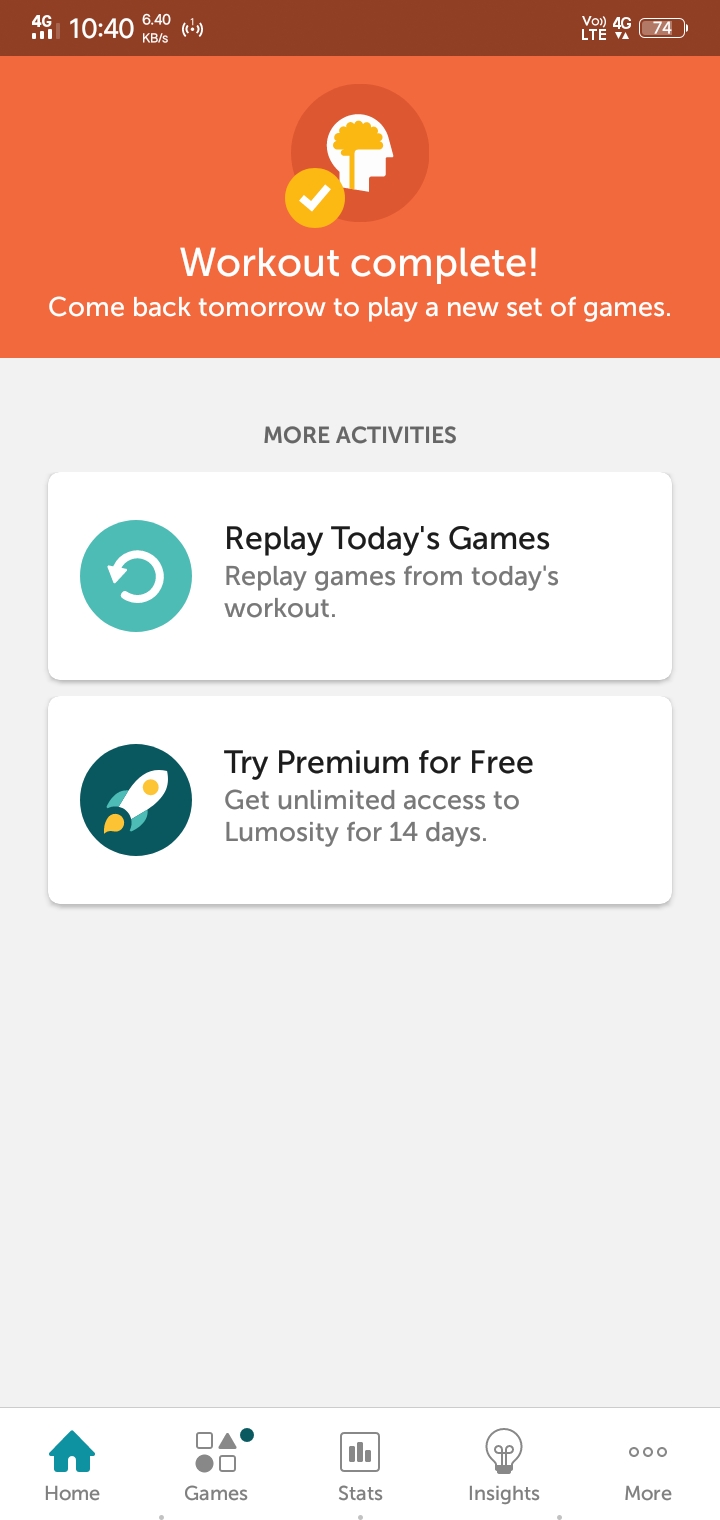 4G 10:40 6.40 KB/s Vo)) LTE 4G 74
Workout complete!
Come back tomorrow to play a new set of games.
MORE ACTIVITIES
Replay Today's Games
Replay games from today's
workout.
Try Premium for Free
Get unlimited access to
Lumosity for 14 days.
Home Games Stats Insights More